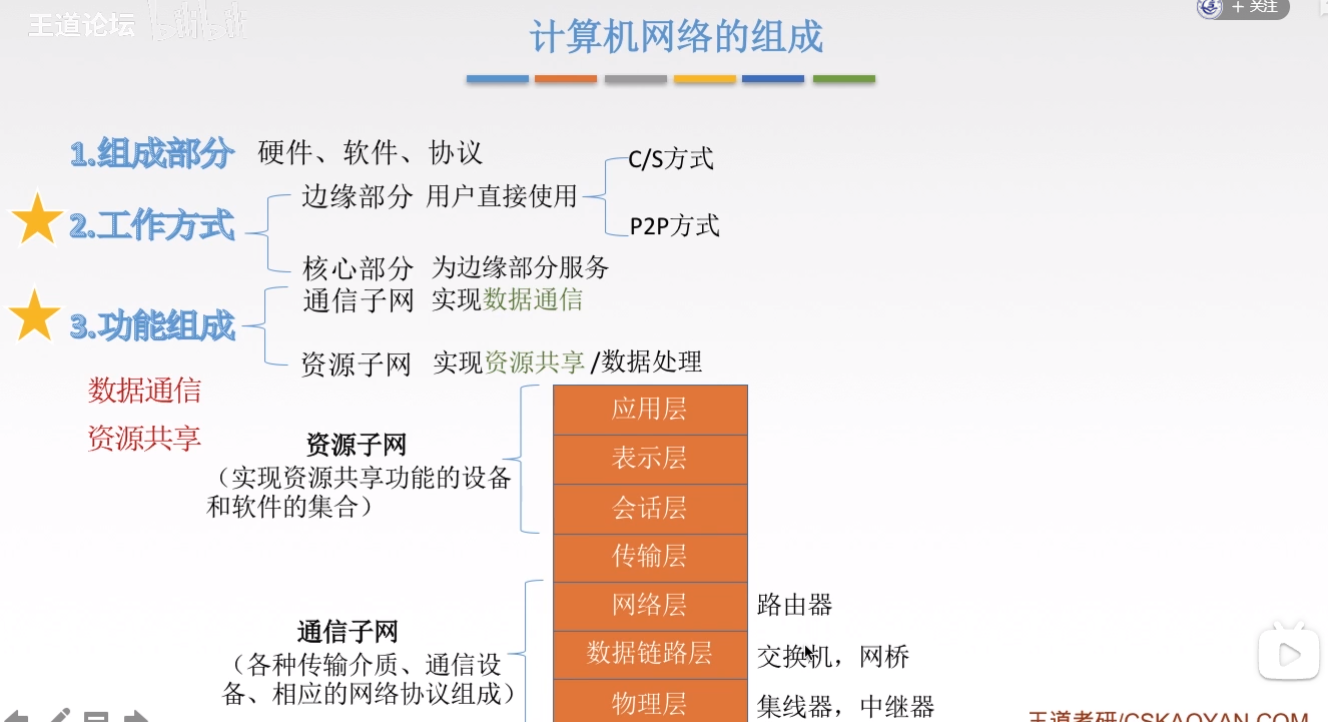 王道论坛 bilibili
+ 关注
计算机网络的组成
1.组成部分 硬件、软件、协议
C/S方式
边缘部分 用户直接使用
2.工作方式
P2P方式
核心部分 为边缘部分服务
通信子网 实现数据通信
3.功能组成
资源子网 实现资源共享/数据处理
数据通信
资源共享
应用层
表示层
会话层
传输层
资源子网
（实现资源共享功能的设备
和软件的集合）
网络层 路由器
数据链路层 交换机，网桥
物理层 集线器，中继器
通信子网
（各种传输介质、通信设
备、相应的网络协议组成）
王道考研/CSKAOYAN.COM